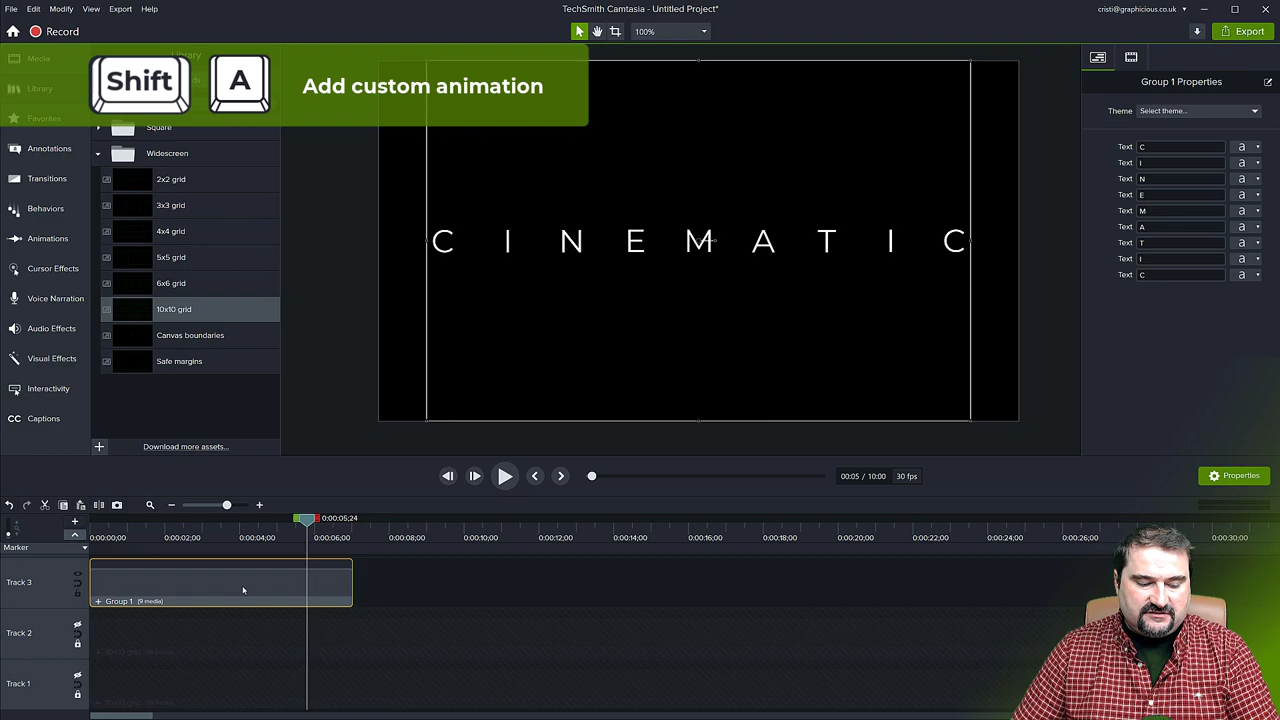 File Edit Modify View Export Help
TechSmith Camtasia - Untitled Project*
cristi@graphicious.co.uk
Record
100%
Export
Media
Library
Favorites
Annotations
Transitions
Behaviors
Animations
Cursor Effects
Voice Narration
Audio Effects
Visual Effects
Interactivity
Captions
Library
Shift A Add custom animation
Square
Widescreen
2x2 grid
3x3 grid
4x4 grid
5x5 grid
6x6 grid
10x10 grid
Canvas boundaries
Safe margins
Download more assets...
C I N E M A T I C
Group 1 Properties
Theme Select theme...
Text C a
Text I a
Text N a
Text E a
Text M a
Text A a
Text T a
Text I a
Text C a
00:05 / 10:00 30 fps
Properties
0:00:05;24
0:00:00;00 0:00:02;00 0:00:04;00 0:00:06;00 0:00:08;00 0:00:10;00 0:00:12;00 0:00:14;00 0:00:16;00 0:00:18;00 0:00:20;00 0:00:22;00 0:00:24;00 0:00:26;00 0:00:30;00
Marker
Track 3
+ Group 1 (9 media)
Track 2
Track 1